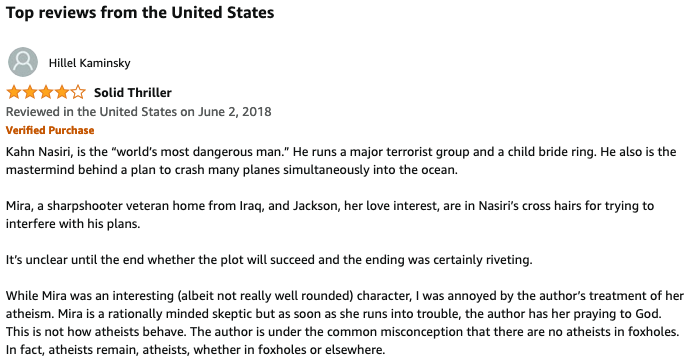 Top reviews from the United States
Hillel Kaminsky
Solid Thriller
Reviewed in the United States on June 2, 2018
Verified Purchase
Kahn Nasiri, is the “world’s most dangerous man.” He runs a major terrorist group and a child bride ring. He also is the
mastermind behind a plan to crash many planes simultaneously into the ocean.
Mira, a sharpshooter veteran home from Iraq, and Jackson, her love interest, are in Nasiri’s cross hairs for trying to
interfere with his plans.
It’s unclear until the end whether the plot will succeed and the ending was certainly riveting.
While Mira was an interesting (albeit not really well rounded) character, I was annoyed by the author’s treatment of her
atheism. Mira is a rationally minded skeptic but as soon as she runs into trouble, the author has her praying to God.
This is not how atheists behave. The author is under the common misconception that there are no atheists in foxholes.
In fact, atheists remain, atheists, whether in foxholes or elsewhere.